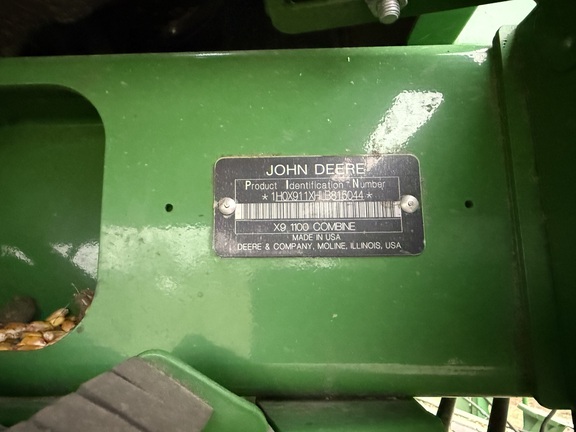 JOHN DEERE
Product Identification Number
X9 1100 COMBINE
MADE IN USA
DEERE & COMPANY, MOLINE, ILLINOIS, USA